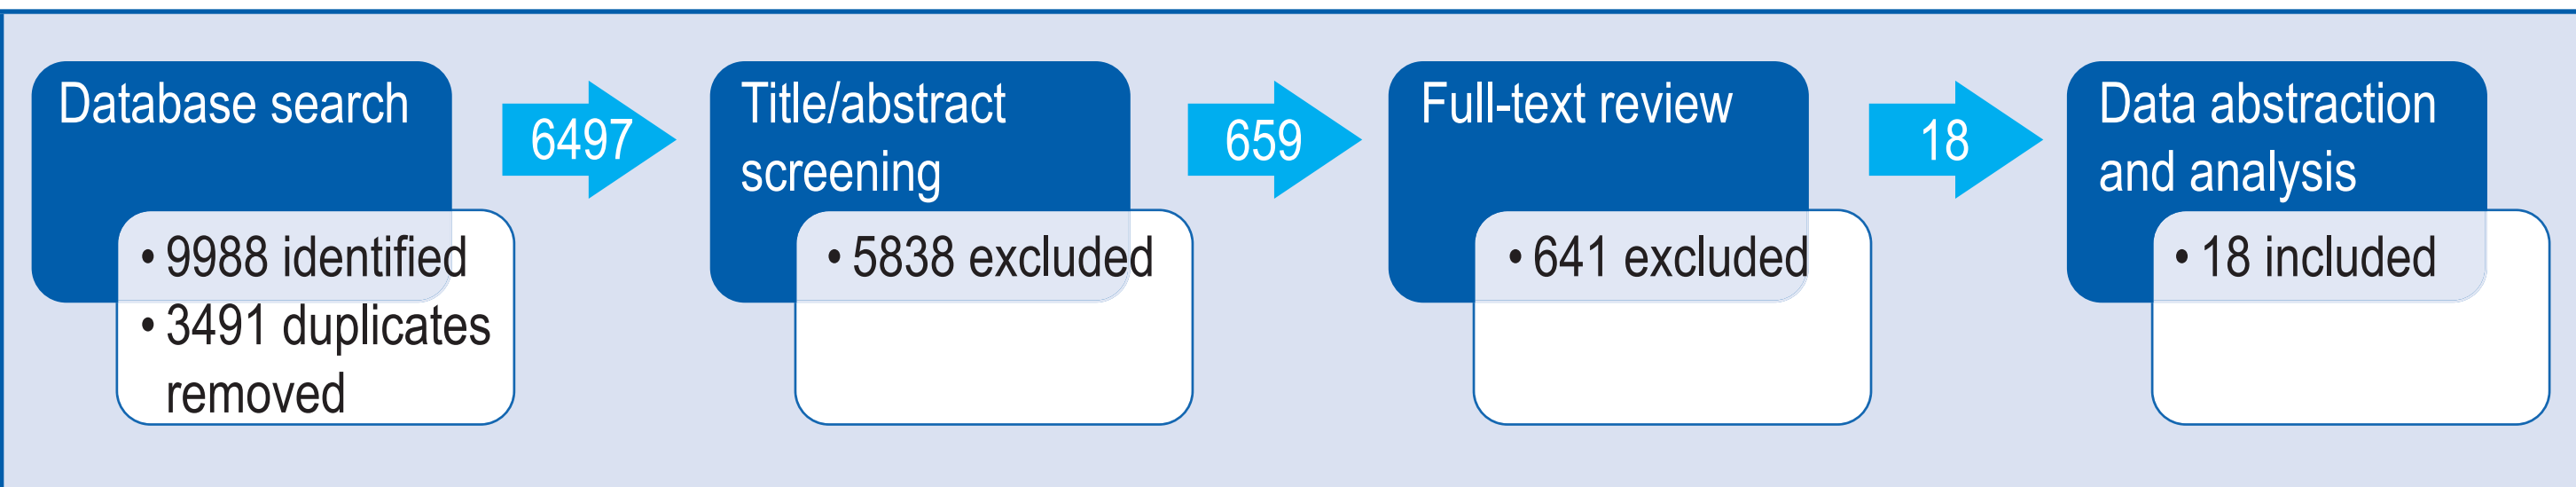 Database search
• 9988 identified
• 3491 duplicates
removed
6497
Title/abstract
screening
• 5838 excluded
659
Full-text review
• 641 excluded
18
Data abstraction
and analysis
• 18 included